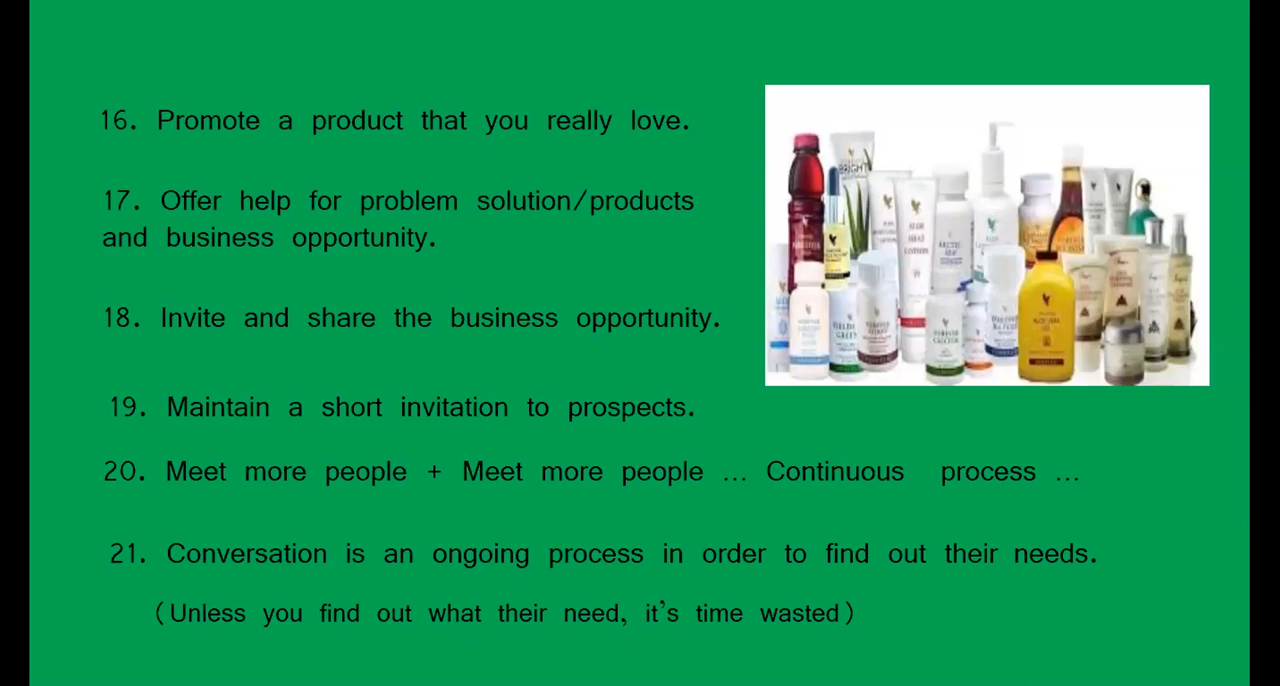 16. Promote a product that you really love.
17. Offer help for problem solution/products
and business opportunity.
18. Invite and share the business opportunity.
19. Maintain a short invitation to prospects.
20. Meet more people + Meet more people ... Continuous process ...
21. Conversation is an ongoing process in order to find out their needs.
(Unless you find out what their need, it's time wasted)
BRIGHT